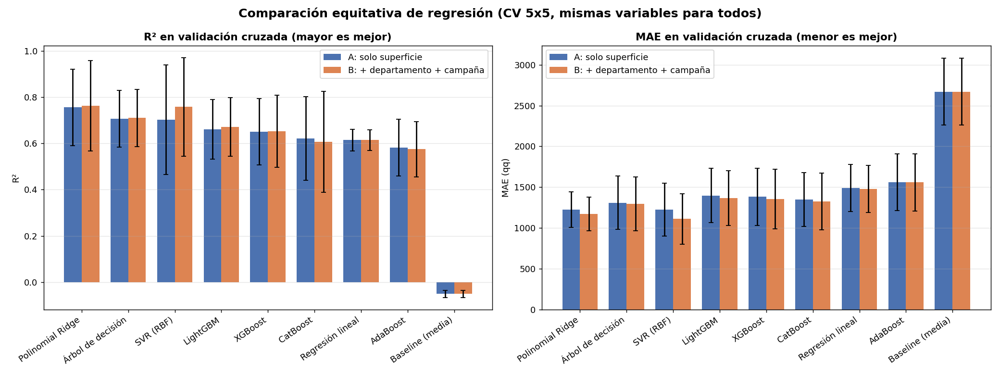 Comparación equitativa de regresión (CV 5x5, mismas variables para todos)
R² en validación cruzada (mayor es mejor)
A: solo superficie
B: + departamento + campaña
1.0
0.8
0.6
0.4
0.2
0.0
R²
Polinomial Ridge
Árbol de decisión
SVR (RBF)
LightGBM
XGBoost
CatBoost
Regresión lineal
AdaBoost
Baseline (media)
MAE en validación cruzada (menor es mejor)
A: solo superficie
B: + departamento + campaña
3000
2500
2000
1500
1000
500
0
MAE (qq)
Polinomial Ridge
Árbol de decisión
SVR (RBF)
LightGBM
XGBoost
CatBoost
Regresión lineal
AdaBoost
Baseline (media)